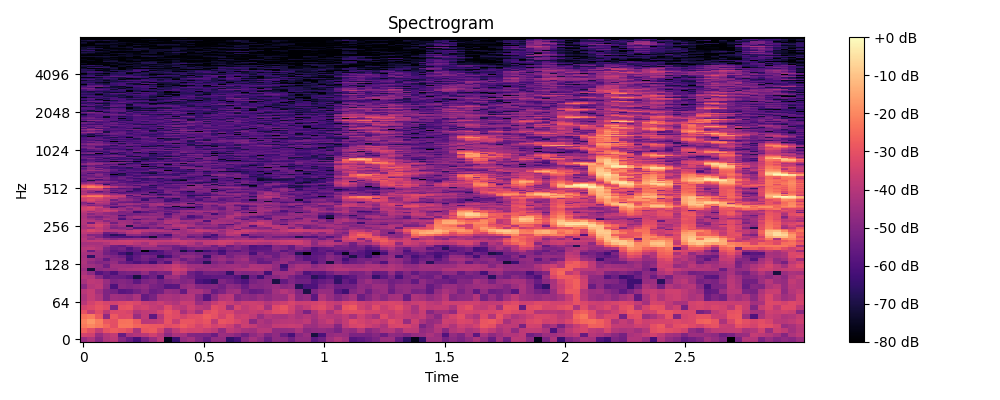 Spectrogram
Hz
4096
2048
1024
512
256
128
64
0
0
0.5
1
1.5
2
2.5
Time
+0 dB
-10 dB
-20 dB
-30 dB
-40 dB
-50 dB
-60 dB
-70 dB
-80 dB